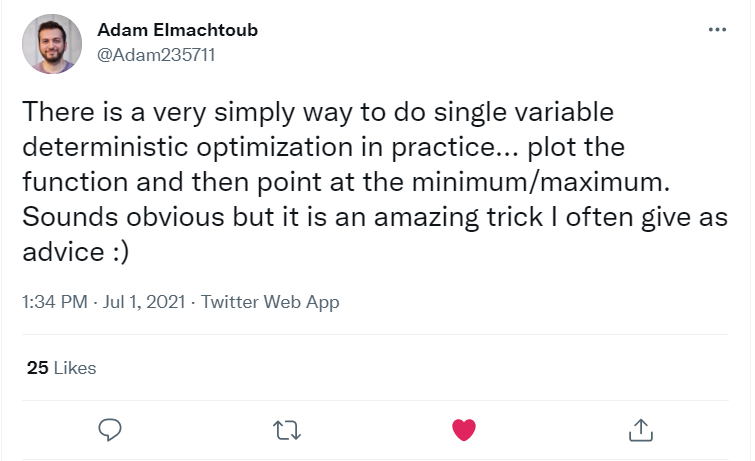 Adam Elmachtoub
@Adam235711
There is a very simply way to do single variable
deterministic optimization in practice... plot the
function and then point at the minimum/maximum.
Sounds obvious but it is an amazing trick I often give as
advice :)
1:34 PM · Jul 1, 2021 · Twitter Web App
25 Likes